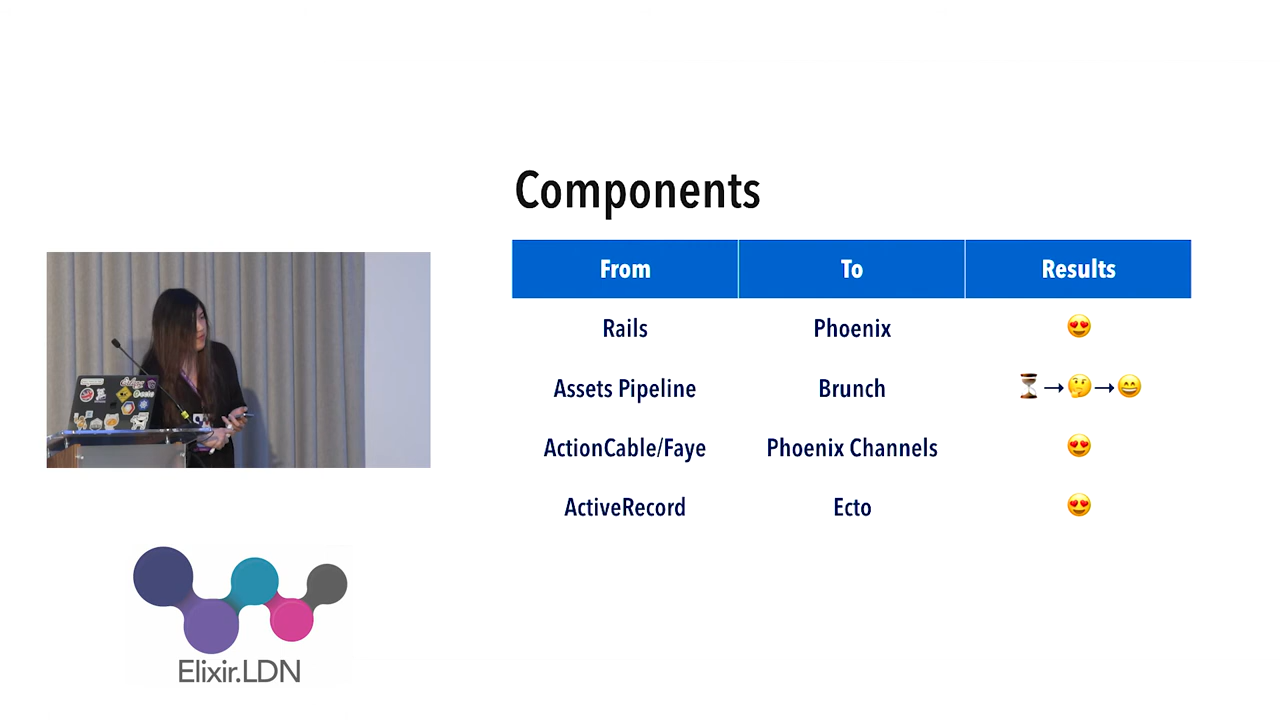 Components
From To Results
Rails Phoenix 😍
Assets Pipeline Brunch ⏳→🤔→😄
ActionCable/Faye Phoenix Channels 😍
ActiveRecord Ecto 😍
Elixir.LDN